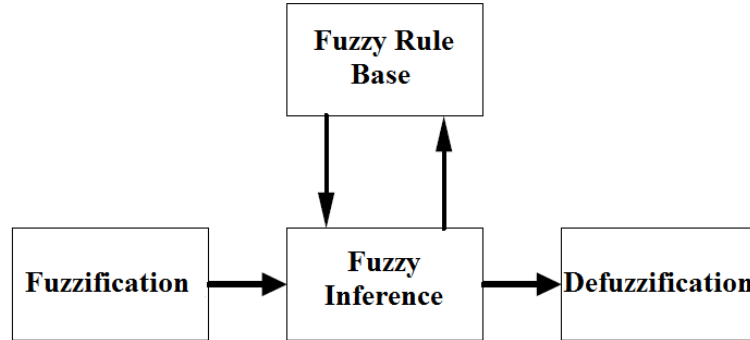 Fuzzy Rule
Base
Fuzzification
Fuzzy
Inference
Defuzzification